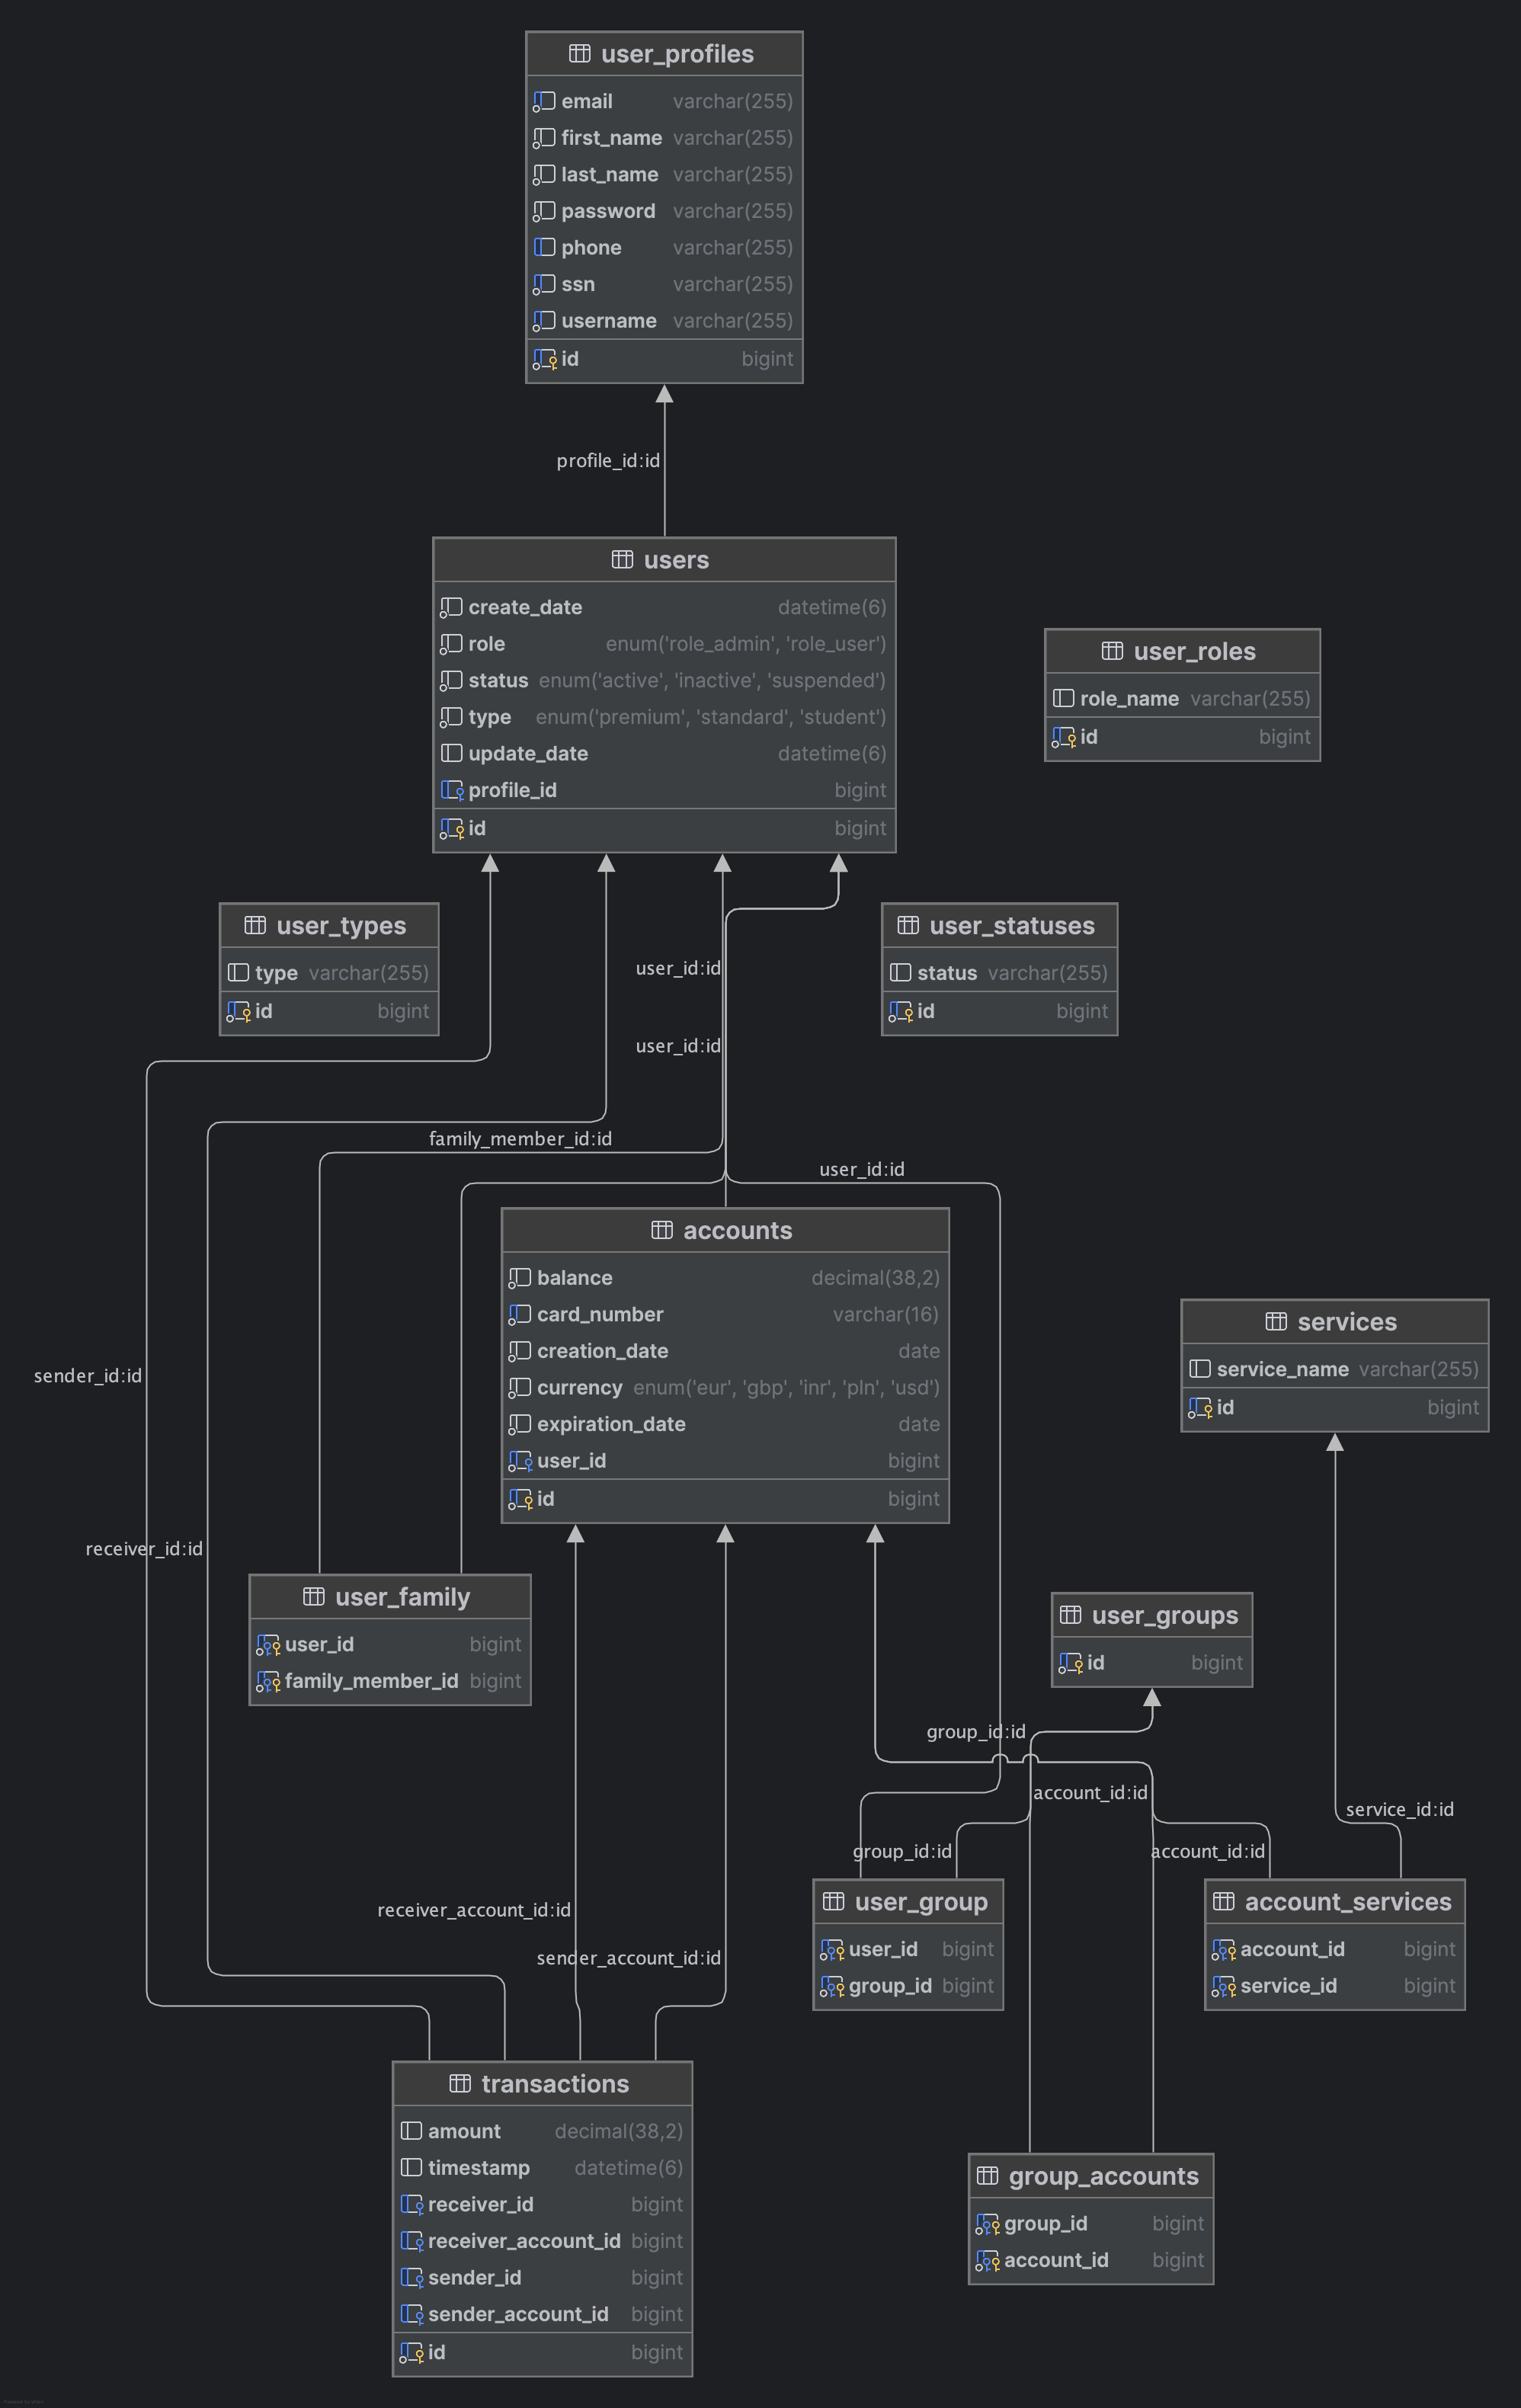 user_profiles
email varchar(255)
first_name varchar(255)
last_name varchar(255)
password varchar(255)
phone varchar(255)
ssn varchar(255)
username varchar(255)
id bigint
profile_id:id
users
create_date datetime(6)
role enum('role_admin', 'role_user')
status enum('active', 'inactive', 'suspended')
type enum('premium', 'standard', 'student')
update_date datetime(6)
profile_id bigint
id bigint
user_roles
role_name varchar(255)
id bigint
user_types
type varchar(255)
id bigint
user_statuses
status varchar(255)
id bigint
user_id:id
user_id:id
family_member_id:id
user_id:id
accounts
balance decimal(38,2)
card_number varchar(16)
creation_date date
currency enum('eur', 'gbp', 'inr', 'pln', 'usd')
expiration_date date
user_id bigint
id bigint
services
service_name varchar(255)
id bigint
sender_id:id
receiver_id:id
user_family
user_id bigint
family_member_id bigint
user_groups
id bigint
group_id:id
account_id:id
service_id:id
group_id:id
account_id:id
user_group
user_id bigint
group_id bigint
account_services
account_id bigint
service_id bigint
receiver_account_id:id
sender_account_id:id
transactions
amount decimal(38,2)
timestamp datetime(6)
receiver_id bigint
receiver_account_id bigint
sender_id bigint
sender_account_id bigint
id bigint
group_accounts
group_id bigint
account_id bigint
Powered by yFiles